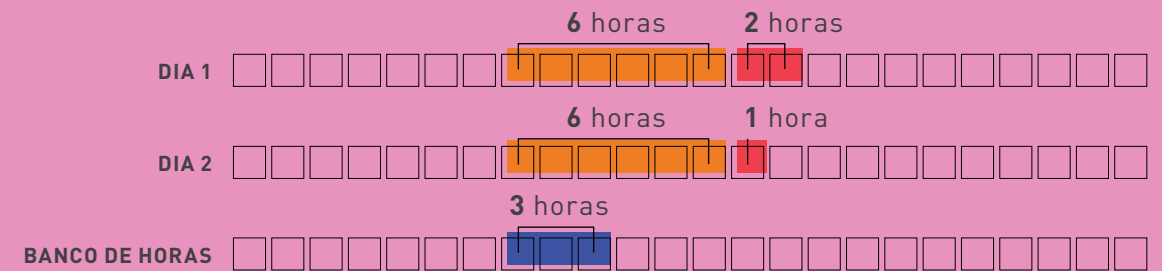 6 horas 2 horas
DIA 1
6 horas 1 hora
DIA 2
3 horas
BANCO DE HORAS